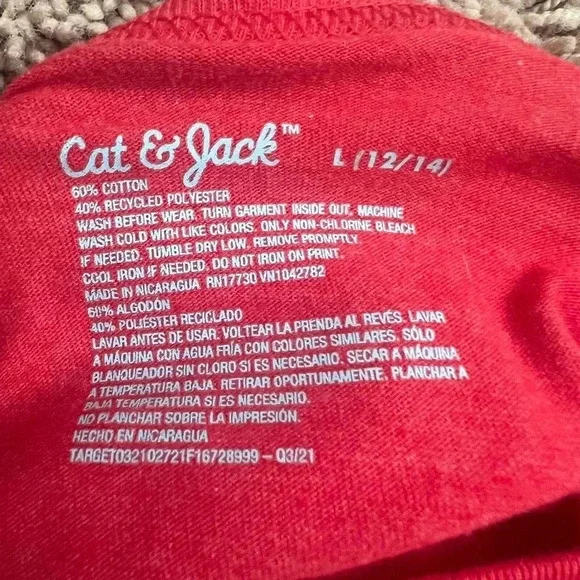 Cat & Jack™ L (12/14)
60% COTTON
40% RECYCLED POLYESTER
WASH BEFORE WEAR. TURN GARMENT INSIDE OUT. MACHINE
WASH COLD WITH LIKE COLORS. ONLY NON-CHLORINE BLEACH
IF NEEDED. TUMBLE DRY LOW. REMOVE PROMPTLY.
COOL IRON IF NEEDED. DO NOT IRON ON PRINT.
MADE IN NICARAGUA RN17730 VN1042782
60% ALGODÓN
40% POLIÉSTER RECICLADO
LAVAR ANTES DE USAR. VOLTEAR LA PRENDA AL REVÉS. LAVAR
A MÁQUINA CON AGUA FRÍA CON COLORES SIMILARES. SÓLO
BLANQUEADOR SIN CLORO SI ES NECESARIO. SECAR A MÁQUINA
A TEMPERATURA BAJA. RETIRAR OPORTUNAMENTE. PLANCHAR A
BAJA TEMPERATURA SI ES NECESARIO.
NO PLANCHAR SOBRE LA IMPRESIÓN.
HECHO EN NICARAGUA
TARGET032102721F16728999 – Q3/21